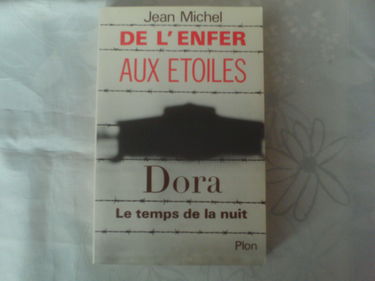 Jean Michel
DE L'ENFER
AUX ETOILES
Dora
Le temps de la nuit
Plon